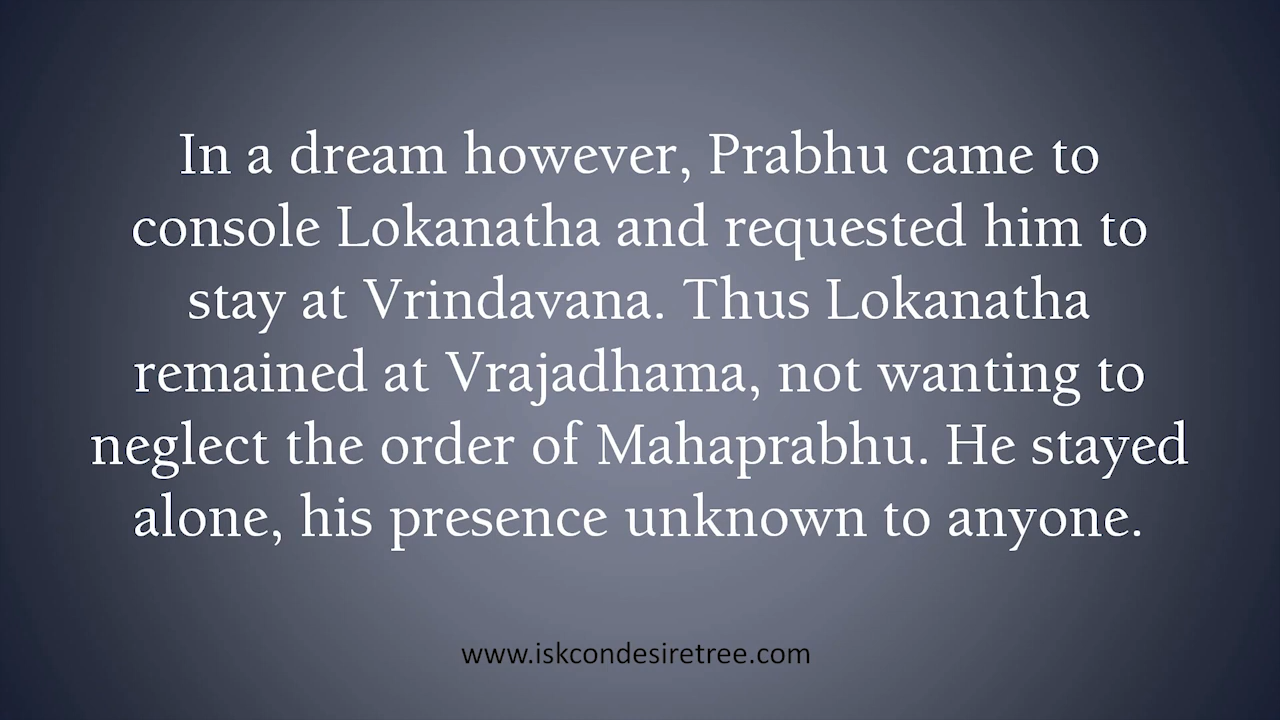 In a dream however, Prabhu came to
console Lokanatha and requested him to
stay at Vrindavana. Thus Lokanatha
remained at Vrajadhama, not wanting to
neglect the order of Mahaprabhu. He stayed
alone, his presence unknown to anyone.
www.iskcondesiretree.com